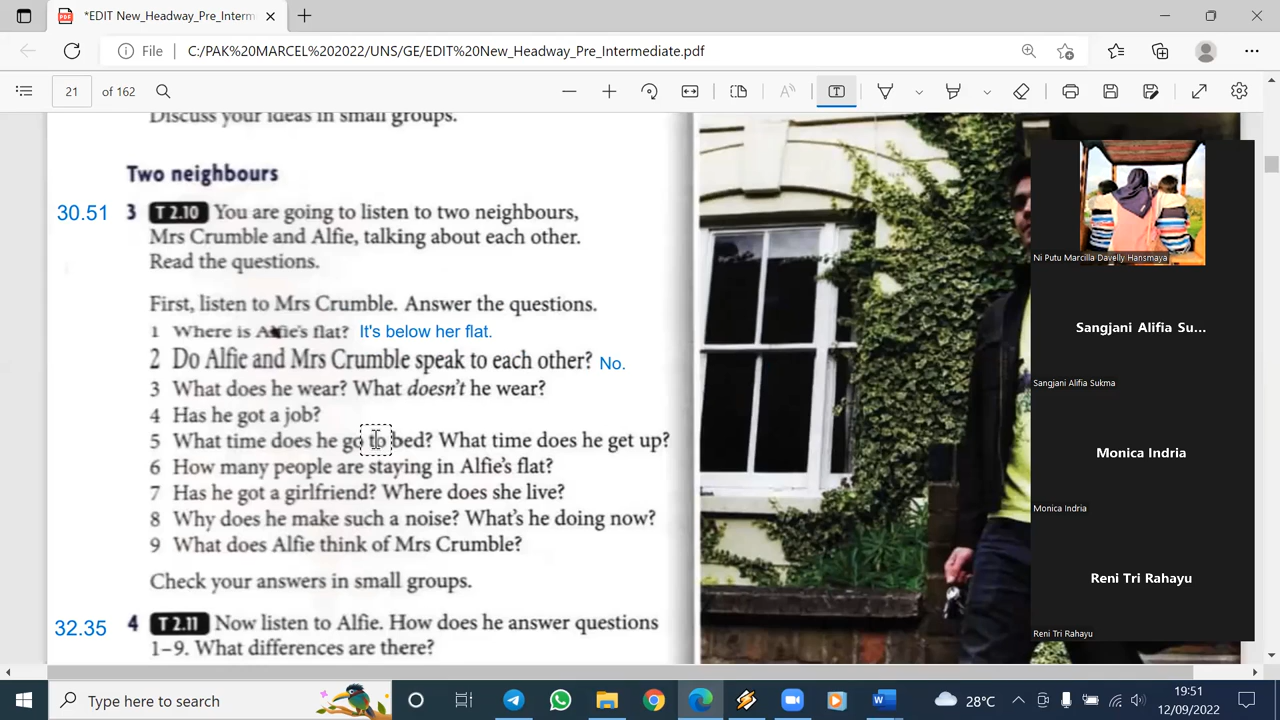 *EDIT New_Headway_Pre_Interm
File
C:/PAK%20MARCEL%202022/UNS/GE/EDIT%20New_Headway_Pre_Intermediate.pdf
21
of 162
Discuss your ideas in small groups.
Two neighbours
30.51
3 T 2.10 You are going to listen to two neighbours,
Mrs Crumble and Alfie, talking about each other.
Read the questions.
First, listen to Mrs Crumble. Answer the questions.
1 Where is Alfie's flat? It's below her flat.
2 Do Alfie and Mrs Crumble speak to each other? No.
3 What does he wear? What doesn't he wear?
4 Has he got a job?
5 What time does he go to bed? What time does he get up?
6 How many people are staying in Alfie's flat?
7 Has he got a girlfriend? Where does she live?
8 Why does he make such a noise? What's he doing now?
9 What does Alfie think of Mrs Crumble?
Check your answers in small groups.
32.35
4 T 2.11 Now listen to Alfie. How does he answer questions
1–9. What differences are there?
Ni Putu Marcilla Davelly Hansmaya
Sangjani Alifia Su...
Sangjani Alifia Sukma
Monica Indria
Monica Indria
Reni Tri Rahayu
Reni Tri Rahayu
Type here to search
28°C
19:51
12/09/2022